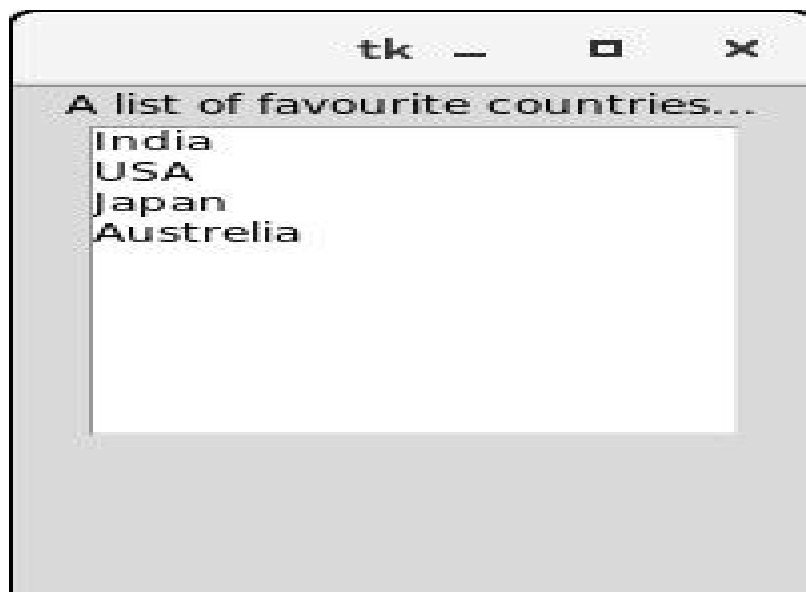 tk
A list of favourite countries...
India
USA
Japan
Austrelia